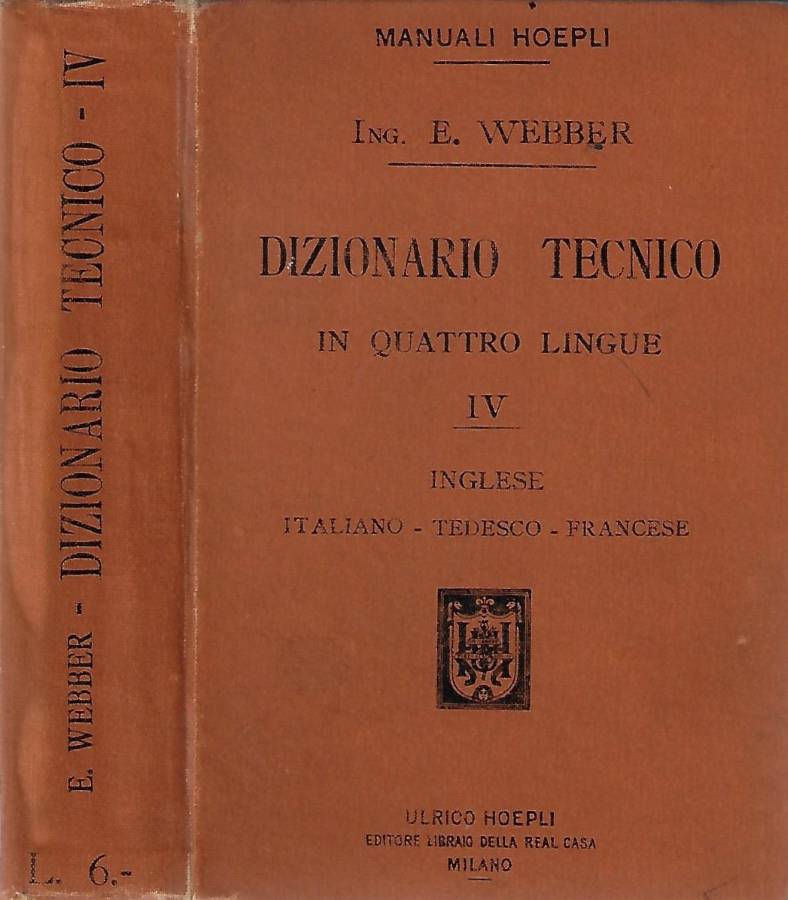 E. WEBBER - DIZIONARIO TECNICO - IV
L. 6.-
MANUALI HOEPLI
ING. E. WEBBER
DIZIONARIO TECNICO
IN QUATTRO LINGUE
IV
INGLESE
ITALIANO - TEDESCO - FRANCESE
ULRICO HOEPLI
EDITORE LIBRAIO DELLA REAL CASA
MILANO